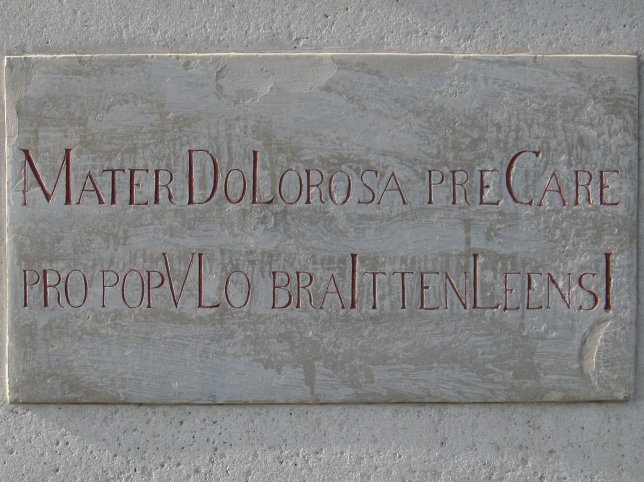 MATER DOLOROSA PRECARE
PRO POPVLO BRAITTENLEENSI